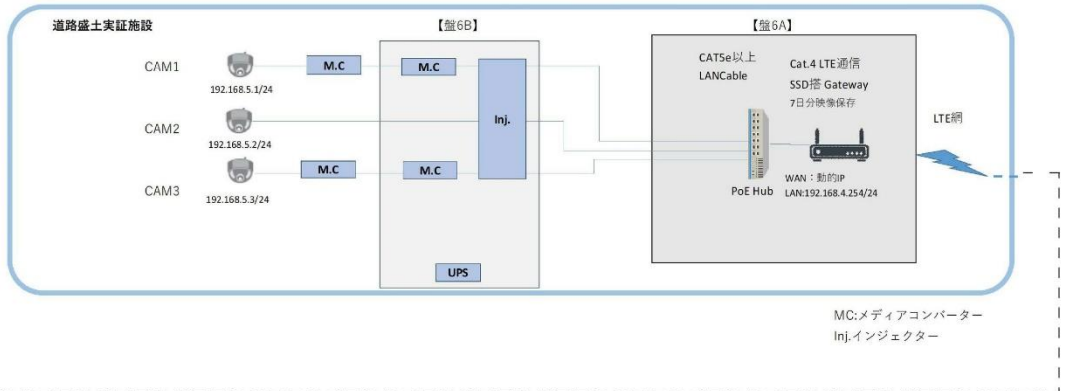 道路盛土実証施設
【盤6B】
【盤6A】
CAM1
192.168.5.1/24
M.C
M.C
CAM2
192.168.5.2/24
Inj.
CAM3
192.168.5.3/24
M.C
M.C
UPS
CAT5e以上
LANCable
Cat.4 LTE通信
SSD搭 Gateway
7日分映像保存
PoE Hub
WAN:動的IP
LAN:192.168.4.254/24
LTE網
MC:メディアコンバーター
Inj.インジェクター